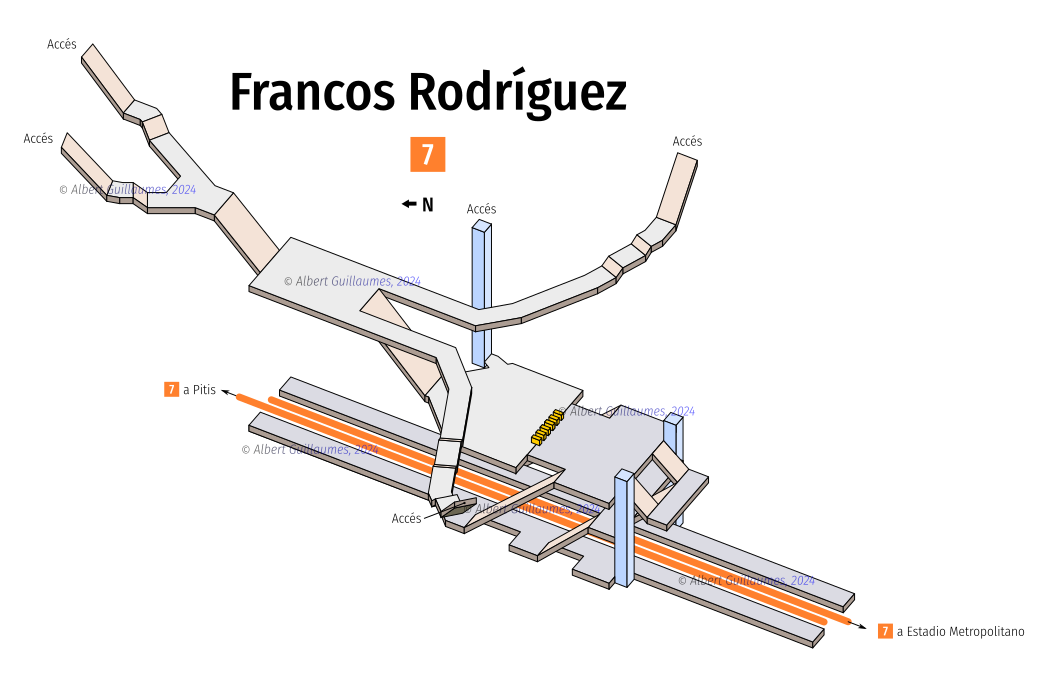 Accés
Francos Rodríguez
Accés
Accés
7
© Albert Guillaumes, 2024
N
Accés
© Albert Guillaumes, 2024
7 a Pitis
© Albert Guillaumes, 2024
© Albert Guillaumes, 2024
© Albert Guillaumes, 2024
Accés
© Albert Guillaumes, 2024
7 a Estadio Metropolitano